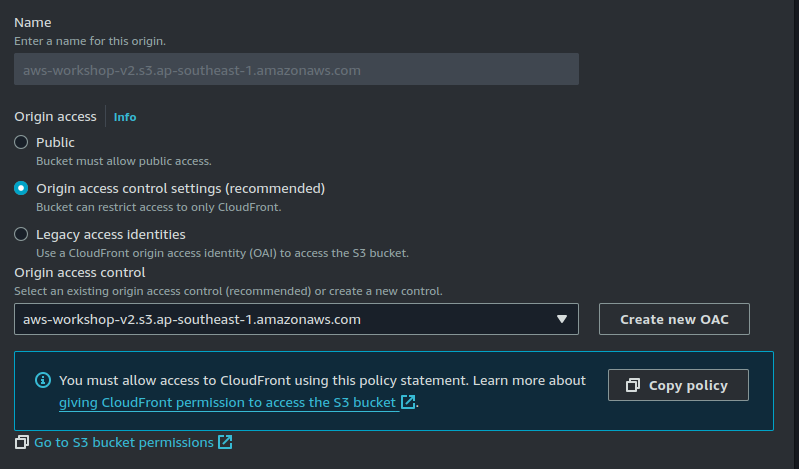 Name
Enter a name for this origin.
aws-workshop-v2.s3.ap-southeast-1.amazonaws.com
Origin access Info
Public
Bucket must allow public access.
Origin access control settings (recommended)
Bucket can restrict access to only CloudFront.
Legacy access identities
Use a CloudFront origin access identity (OAI) to access the S3 bucket.
Origin access control
Select an existing origin access control (recommended) or create a new control.
aws-workshop-v2.s3.ap-southeast-1.amazonaws.com Create new OAC
You must allow access to CloudFront using this policy statement. Learn more about
giving CloudFront permission to access the S3 bucket. Copy policy
Go to S3 bucket permissions